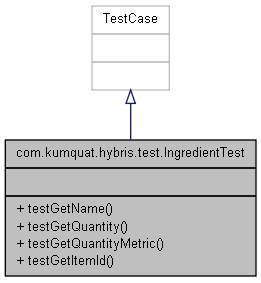 TestCase
com.kumquat.hybris.test.IngredientTest
+ testGetName()
+ testGetQuantity()
+ testGetQuantityMetric()
+ testGetItemId()